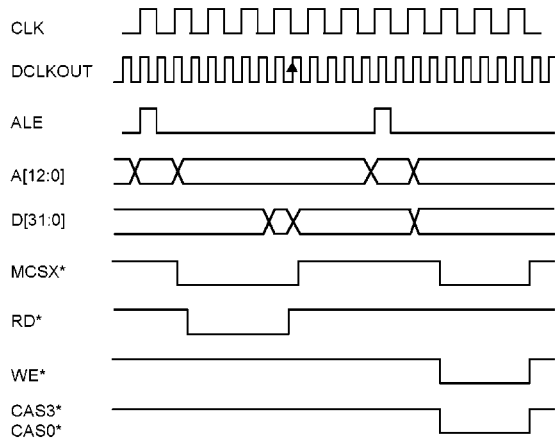 CLK
DCLKOUT
ALE
A[12:0]
D[31:0]
MCSX*
RD*
WE*
CAS3*
CAS0*